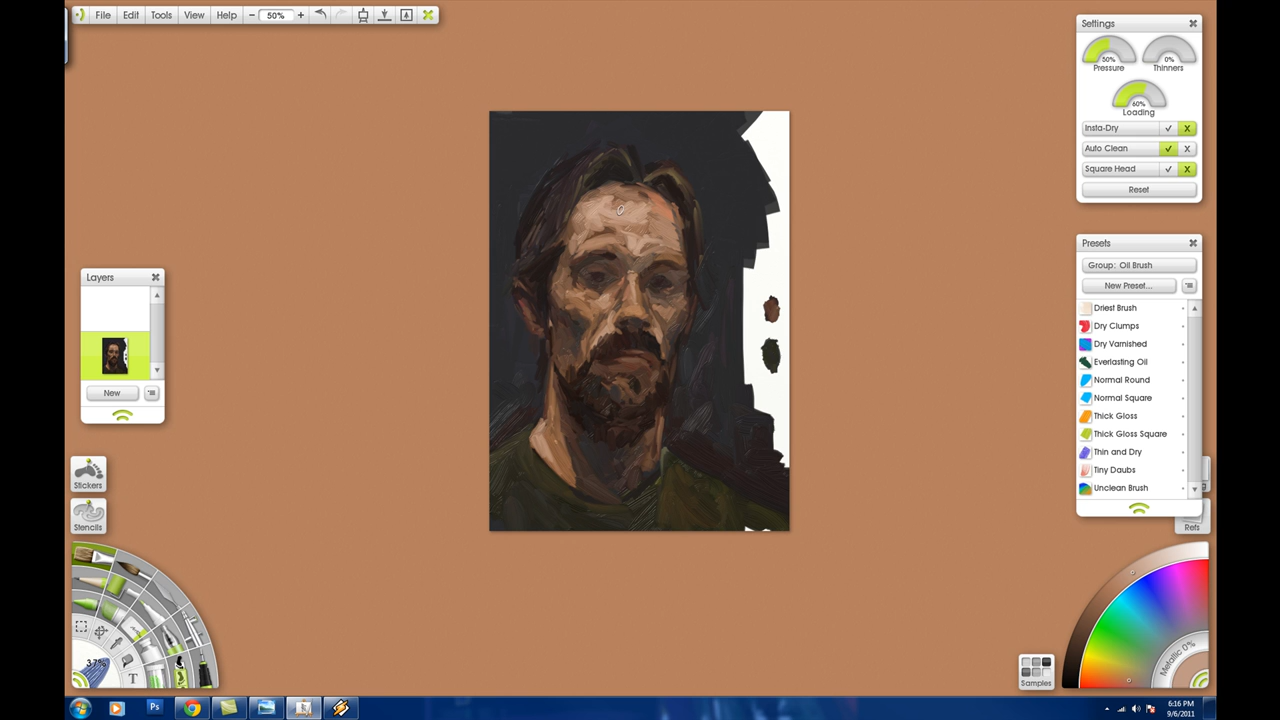 File Edit Tools View Help 50%
Settings
50%
0%
Pressure
Thinners
60%
Loading
Insta-Dry
Auto Clean
Square Head
Reset
Presets
Group: Oil Brush
New Preset...
Driest Brush
Dry Clumps
Dry Varnished
Everlasting Oil
Normal Round
Normal Square
Thick Gloss
Thick Gloss Square
Thin and Dry
Tiny Daubs
Unclean Brush
Refs
Layers
New
Stickers
Stencils
37%
T
Samples
Metallic 0%
Ps
6:16 PM
9/6/2011